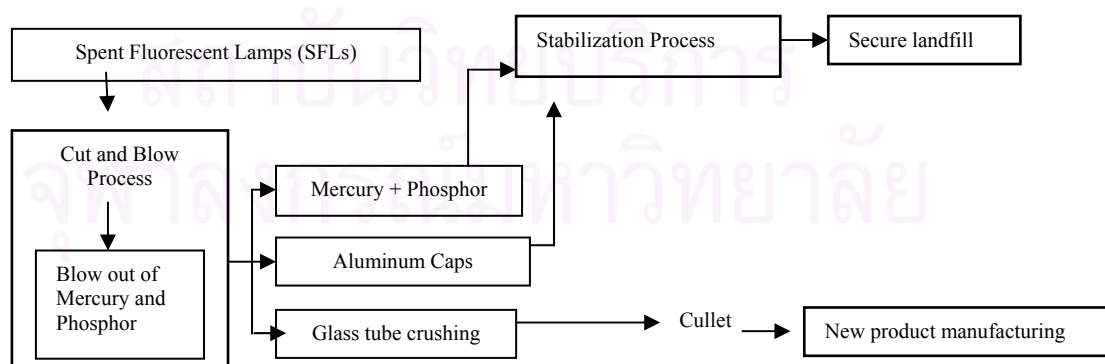 Spent Fluorescent Lamps (SFLs)
Stabilization Process
Secure landfill
สถาบันวิทยบริการ
จุฬาลงกรณ์มหาวิทยาลัย
Cut and Blow
Process
Blow out of
Mercury and
Phosphor
Mercury + Phosphor
Aluminum Caps
Glass tube crushing
Cullet
New product manufacturing